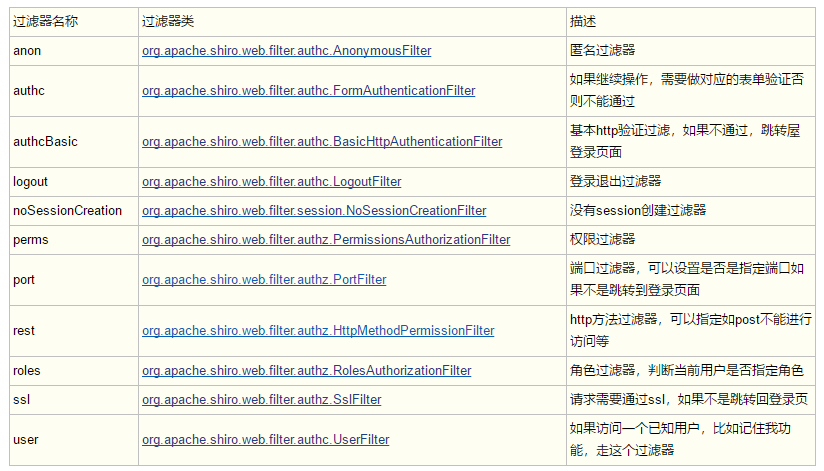 过滤器名称 过滤器类 描述
anon org.apache.shiro.web.filter.authc.AnonymousFilter 匿名过滤器
authc org.apache.shiro.web.filter.authc.FormAuthenticationFilter 如果继续操作，需要做对应的表单验证否
则不能通过
authcBasic org.apache.shiro.web.filter.authc.BasicHttpAuthenticationFilter 基本http验证过滤，如果不通过，跳转屋
登录页面
logout org.apache.shiro.web.filter.authc.LogoutFilter 登录退出过滤器
noSessionCreation org.apache.shiro.web.filter.session.NoSessionCreationFilter 没有session创建过滤器
perms org.apache.shiro.web.filter.authz.PermissionsAuthorizationFilter 权限过滤器
port org.apache.shiro.web.filter.authz.PortFilter 端口过滤器，可以设置是否是指定端口如
果不是跳转到登录页面
rest org.apache.shiro.web.filter.authz.HttpMethodPermissionFilter http方法过滤器，可以指定如post不能进行
访问等
roles org.apache.shiro.web.filter.authz.RolesAuthorizationFilter 角色过滤器，判断当前用户是否指定角色
ssl org.apache.shiro.web.filter.authz.SslFilter 请求需要通过ssl，如果不是跳转回登录页
user org.apache.shiro.web.filter.authc.UserFilter 如果访问一个已知用户，比如记住我功
能，走这个过滤器